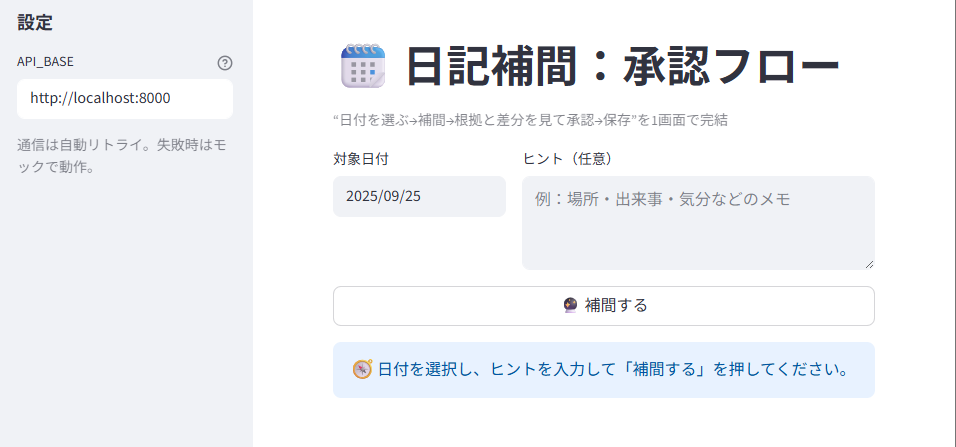 設定
API_BASE
http://localhost:8000
通信は自動リトライ。失敗時はモ
ックで動作。
日記補間：承認フロー
“日付を選ぶ→補間→根拠と差分を見て承認→保存”を1画面で完結
対象日付
ヒント（任意）
2025/09/25
例：場所・出来事・気分などのメモ
補間する
日付を選択し、ヒントを入力して「補間する」を押してください。